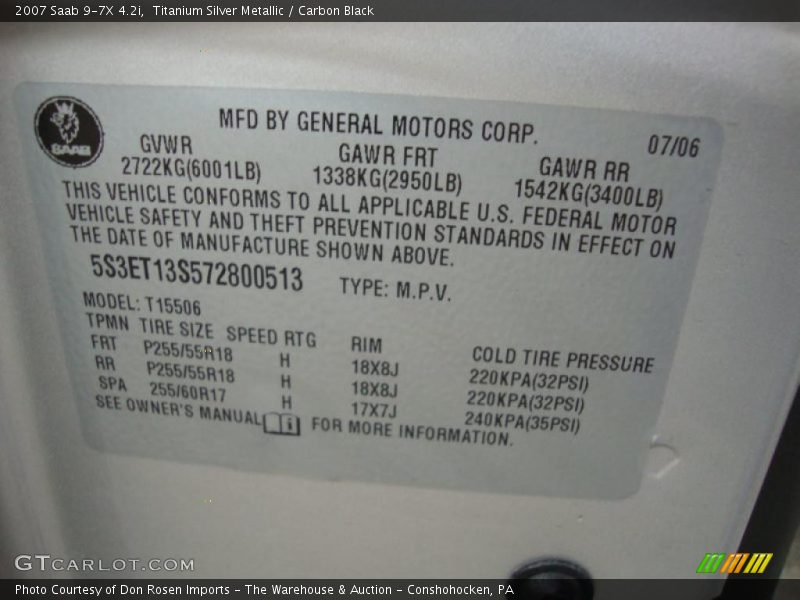 2007 Saab 9-7X 4.2i,  Titanium Silver Metallic / Carbon Black
SAAB
MFD BY GENERAL MOTORS CORP.
07/06
GVWR GAWR FRT GAWR RR
2722KG(6001LB) 1338KG(2950LB) 1542KG(3400LB)
THIS VEHICLE CONFORMS TO ALL APPLICABLE U.S. FEDERAL MOTOR
VEHICLE SAFETY AND THEFT PREVENTION STANDARDS IN EFFECT ON
THE DATE OF MANUFACTURE SHOWN ABOVE.
5S3ET13S572800513 TYPE: M.P.V.
MODEL: T15506
TPMN TIRE SIZE SPEED RTG RIM COLD TIRE PRESSURE
FRT P255/55R18 H 18X8J 220KPA(32PSI)
RR P255/55R18 H 18X8J 220KPA(32PSI)
SPA 255/60R17 H 17X7J 240KPA(35PSI)
SEE OWNER'S MANUAL FOR MORE INFORMATION.
GTCARLOT.COM
Photo Courtesy of Don Rosen Imports - The Warehouse & Auction - Conshohocken, PA